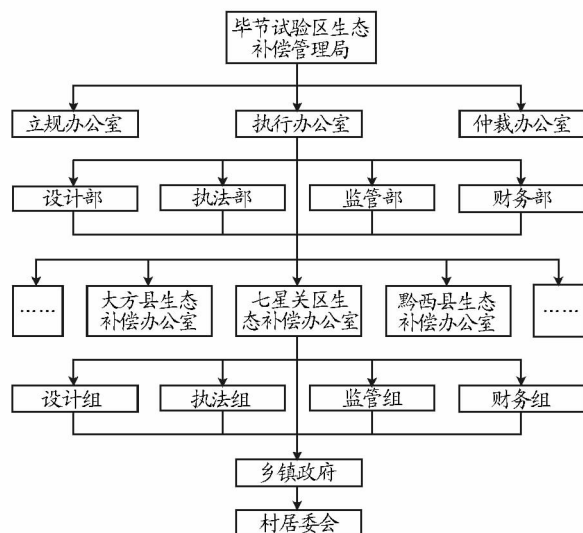 毕节试验区生态
补偿管理局
立规办公室
执行办公室
仲裁办公室
设计部
执法部
监管部
财务部
……
大方县生态
补偿办公室
七星关区生
态补偿办公室
黔西县生态
补偿办公室
……
设计组
执法组
监管组
财务组
乡镇政府
村居委会